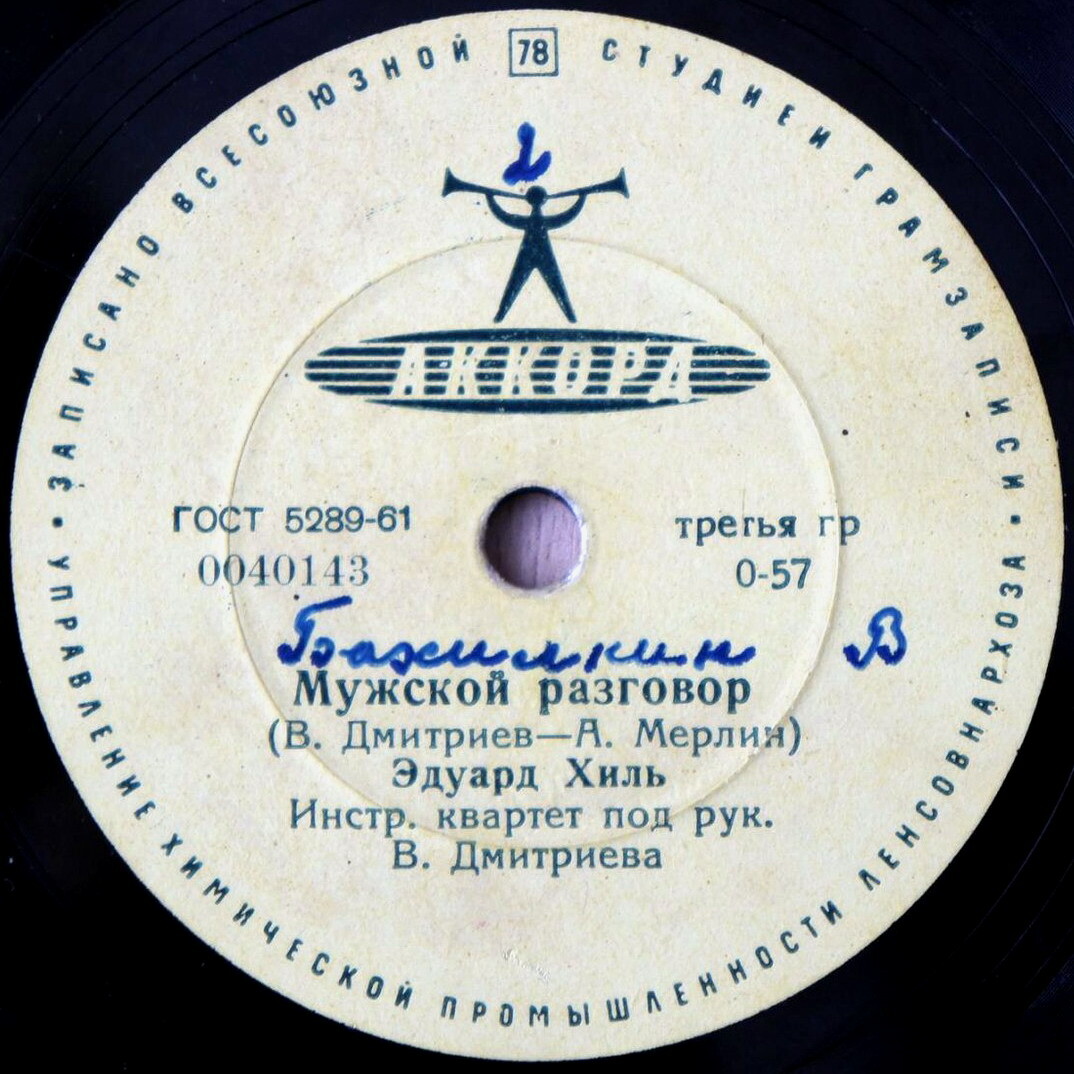 ЗАПИСАНО ВСЕСОЮЗНОЙ 78 СТУДИЕЙ ГРАМЗАПИСИ •
2
АККОРД
ГОСТ 5289-61
третья гр
0040143
0-57
В
Мужской разговор
(В. Дмитриев—А. Мерлин)
Эдуард Хиль
Инстр. квартет под рук.
В. Дмитриева
• УПРАВЛЕНИЕ ХИМИЧЕСКОЙ ПРОМЫШЛЕННОСТИ ЛЕНСОВНАРХОЗА